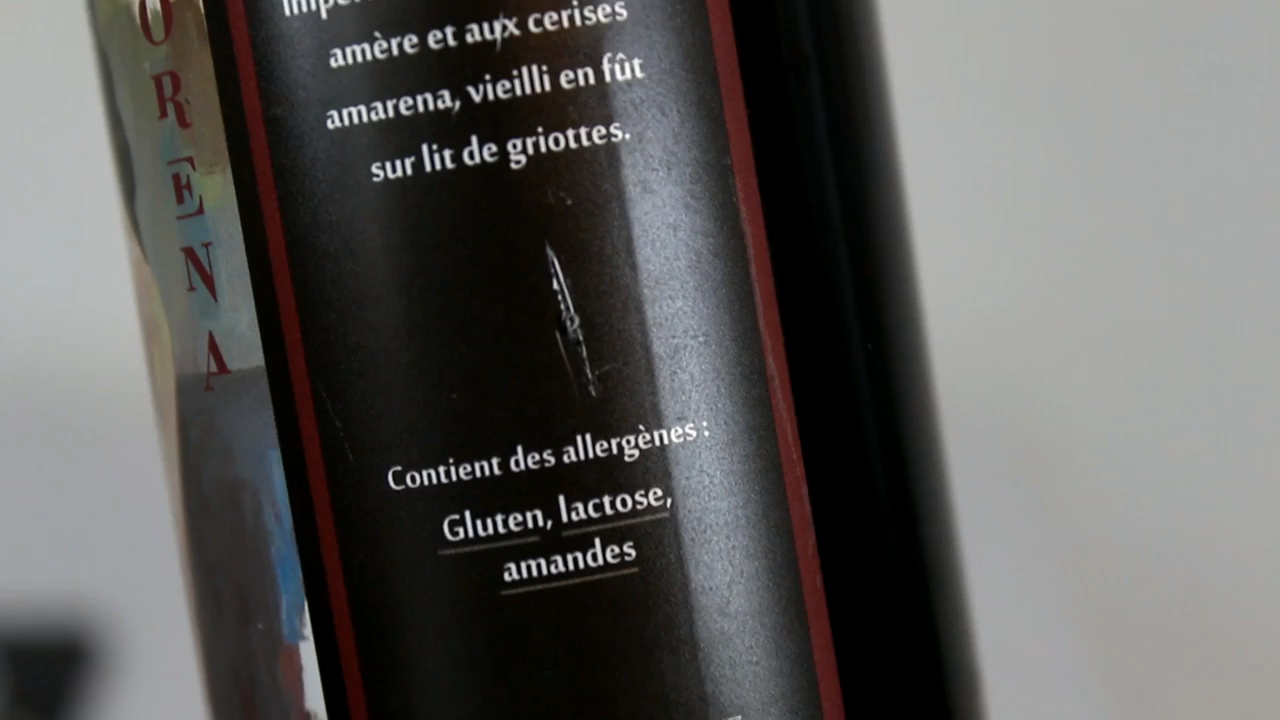 amère et aux cerises
amarena, vieilli en fût
sur lit de griottes.
Contient des allergènes :
Gluten, lactose,
amandes
ORENA